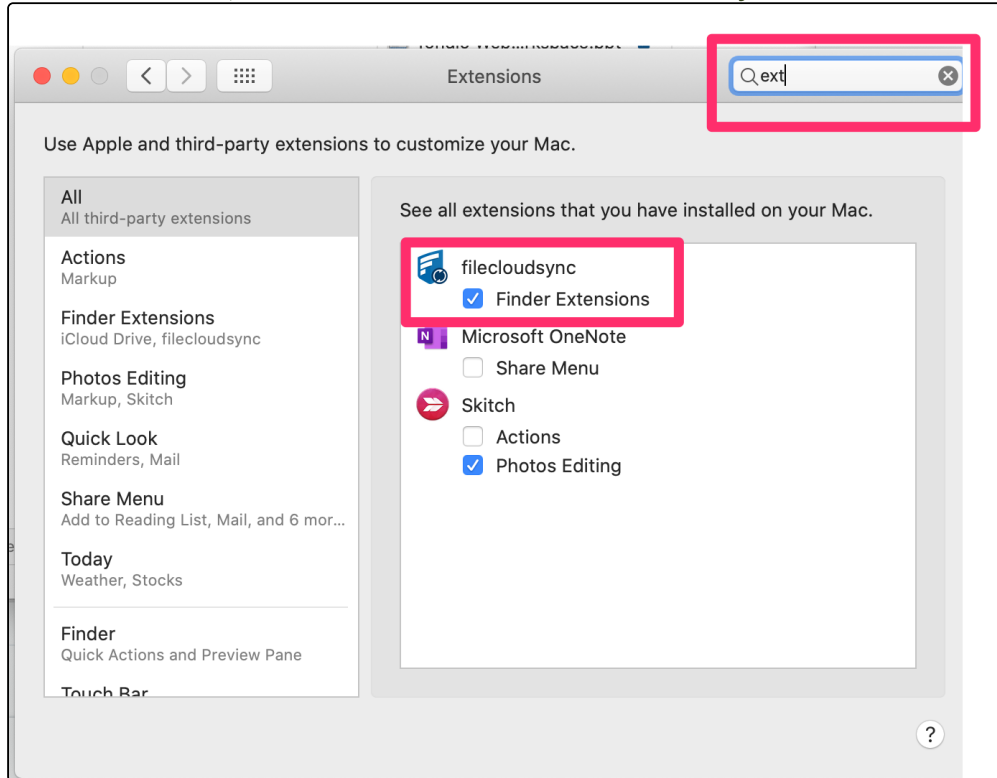 Extensions
ext
Use Apple and third-party extensions to customize your Mac.
All
All third-party extensions
Actions
Markup
Finder Extensions
iCloud Drive, filecloudsync
Photos Editing
Markup, Skitch
Quick Look
Reminders, Mail
Share Menu
Add to Reading List, Mail, and 6 mor...
Today
Weather, Stocks
Finder
Quick Actions and Preview Pane
Touch Bar
See all extensions that you have installed on your Mac.
filecloudsync
Finder Extensions
N
Microsoft OneNote
Share Menu
Skitch
Actions
Photos Editing
?